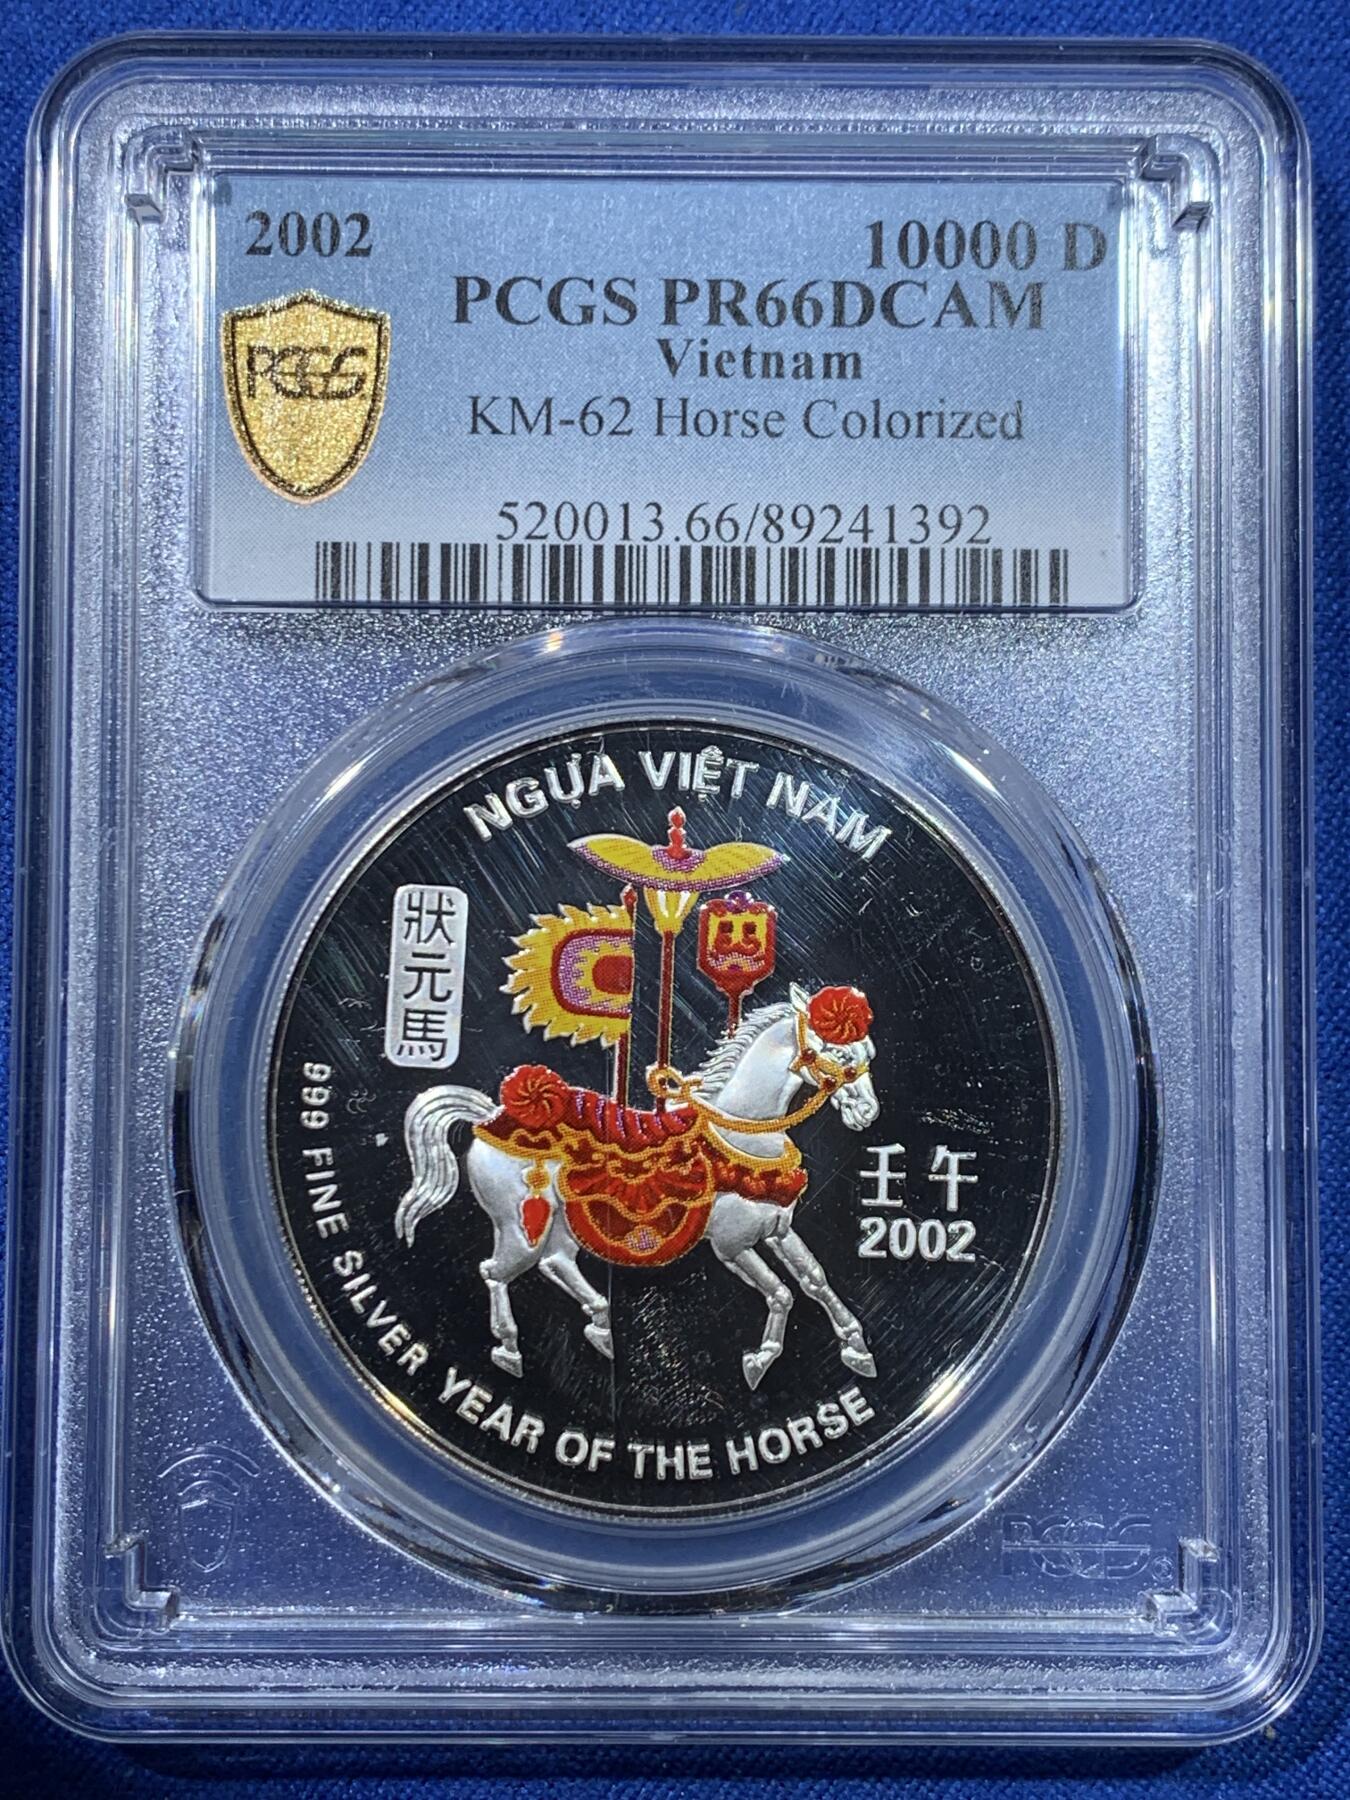 2002
10000 D
PCGS PR66DCAM
Vietnam
PCGS
KM-62 Horse Colorized
520013.66/89241392
NGỰA VIỆT NAM
狀元馬
壬午
2002
999 FINE SILVER YEAR OF THE HORSE
PCGS